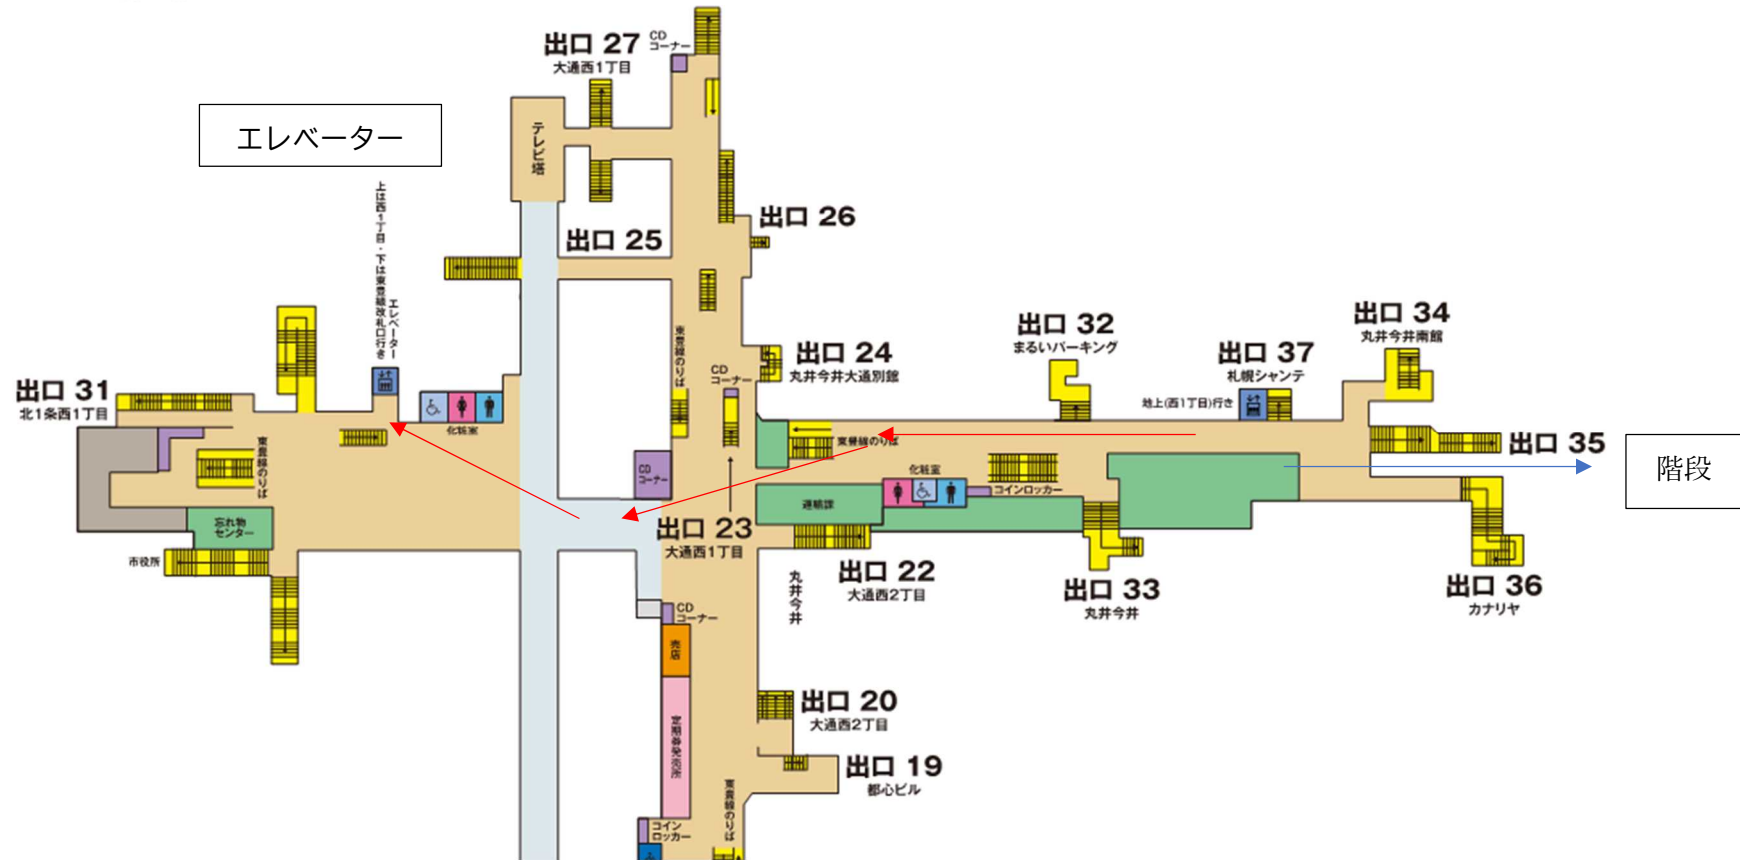 出口 27
大通西1丁目
CD
コーナー
エレベーター
テレビ塔
上は西1丁目・下は東豊線改札口行き
エレベーター
出口 25
出口 26
東豊線のりば
出口 24
丸井今井大通別館
CD
コーナー
出口 32
まるいパーキング
出口 37
札幌シャンテ
地上(西1丁目)行き
出口 34
丸井今井南館
出口 31
北1条西1丁目
化粧室
東豊線のりば
CD
コーナー
東豊線のりば
化粧室
コインロッカー
出口 35
階段
忘れ物
センター
運輸課
出口 23
大通西1丁目
市役所
出口 22
大通西2丁目
丸井今井
出口 33
丸井今井
出口 36
カナリヤ
CD
コーナー
売店
定期券発売所
出口 20
大通西2丁目
出口 19
都心ビル
東豊線のりば
コイン
ロッカー